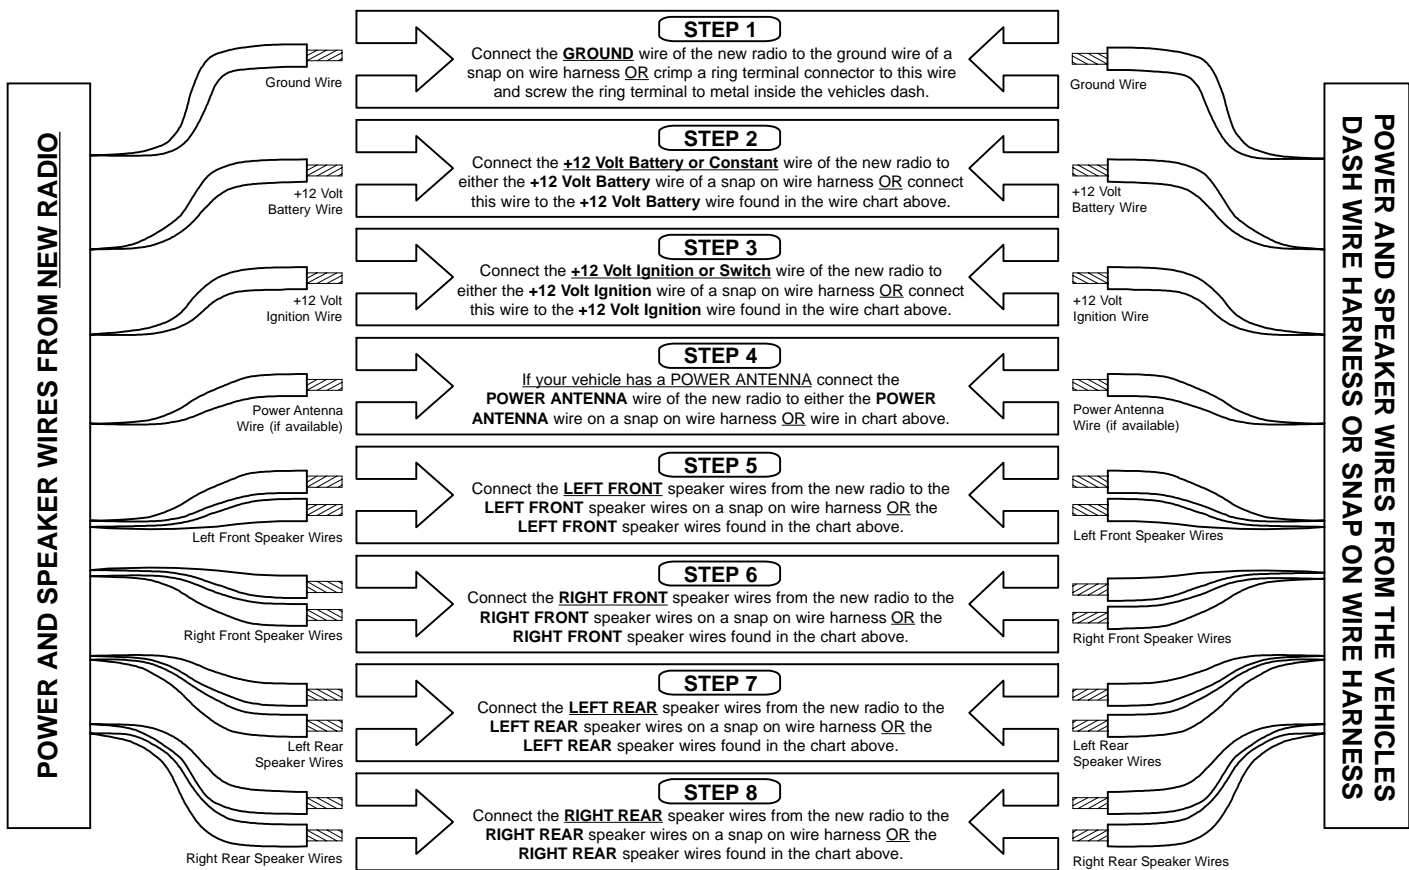 POWER AND SPEAKER WIRES FROM NEW RADIO
STEP 1
Connect the GROUND wire of the new radio to the ground wire of a
snap on wire harness OR crimp a ring terminal connector to this wire
and screw the ring terminal to metal inside the vehicles dash.
Ground Wire
Ground Wire
STEP 2
Connect the +12 Volt Battery or Constant wire of the new radio to
either the +12 Volt Battery wire of a snap on wire harness OR connect
this wire to the +12 Volt Battery wire found in the wire chart above.
+12 Volt
Battery Wire
+12 Volt
Battery Wire
STEP 3
Connect the +12 Volt Ignition or Switch wire of the new radio to
either the +12 Volt Ignition wire of a snap on wire harness OR connect
this wire to the +12 Volt Ignition wire found in the wire chart above.
+12 Volt
Ignition Wire
+12 Volt
Ignition Wire
STEP 4
If your vehicle has a POWER ANTENNA connect the
POWER ANTENNA wire of the new radio to either the POWER
ANTENNA wire on a snap on wire harness OR wire in chart above.
Power Antenna
Wire (if available)
Power Antenna
Wire (if available)
STEP 5
Connect the LEFT FRONT speaker wires from the new radio to the
LEFT FRONT speaker wires on a snap on wire harness OR the
LEFT FRONT speaker wires found in the chart above.
Left Front Speaker Wires
Left Front Speaker Wires
STEP 6
Connect the RIGHT FRONT speaker wires from the new radio to the
RIGHT FRONT speaker wires on a snap on wire harness OR the
RIGHT FRONT speaker wires found in the chart above.
Right Front Speaker Wires
Right Front Speaker Wires
STEP 7
Connect the LEFT REAR speaker wires from the new radio to the
LEFT REAR speaker wires on a snap on wire harness OR the
LEFT REAR speaker wires found in the chart above.
Left Rear
Speaker Wires
Left Rear
Speaker Wires
STEP 8
Connect the RIGHT REAR speaker wires from the new radio to the
RIGHT REAR speaker wires on a snap on wire harness OR the
RIGHT REAR speaker wires found in the chart above.
Right Rear Speaker Wires
Right Rear Speaker Wires
POWER AND SPEAKER WIRES FROM THE VEHICLES
DASH WIRE HARNESS OR SNAP ON WIRE HARNESS